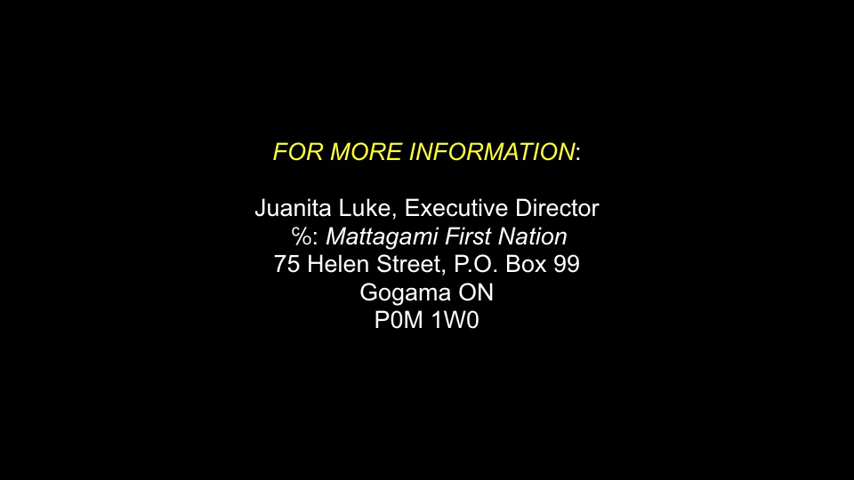 FOR MORE INFORMATION:
Juanita Luke, Executive Director
℅: Mattagami First Nation
75 Helen Street, P.O. Box 99
Gogama ON
P0M 1W0